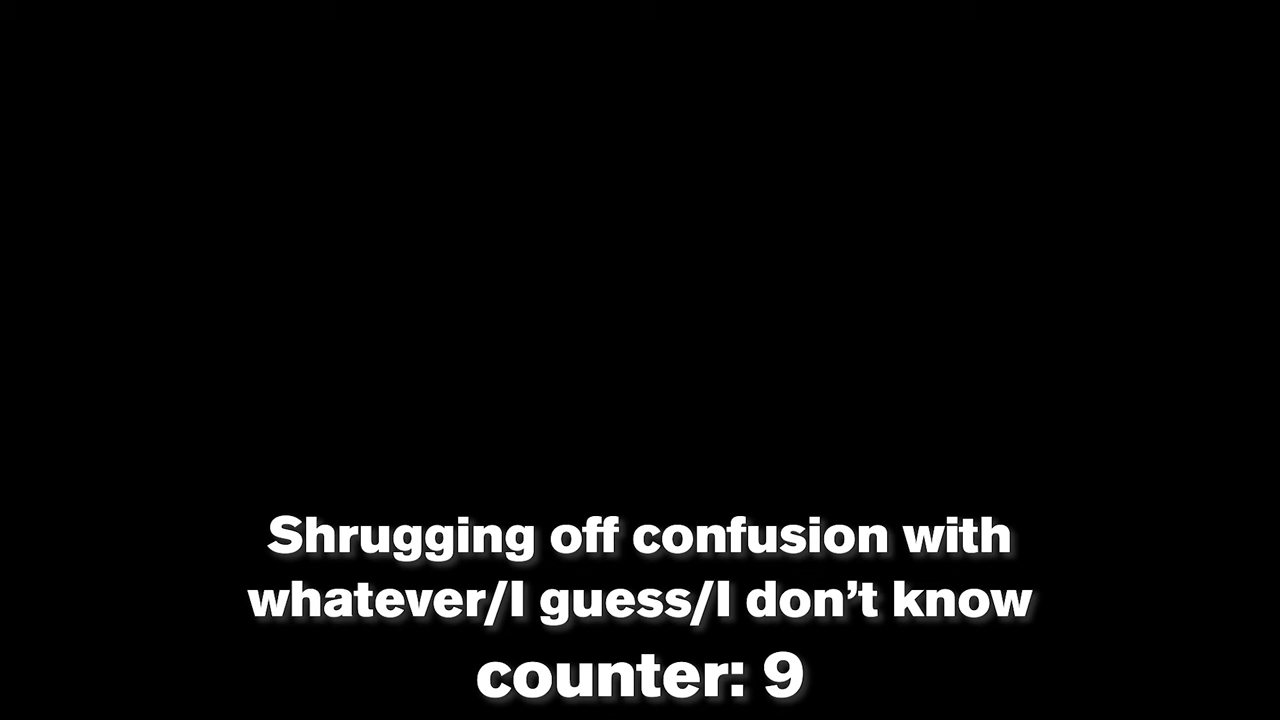 Shrugging off confusion with
whatever/I guess/I don’t know
counter: 9